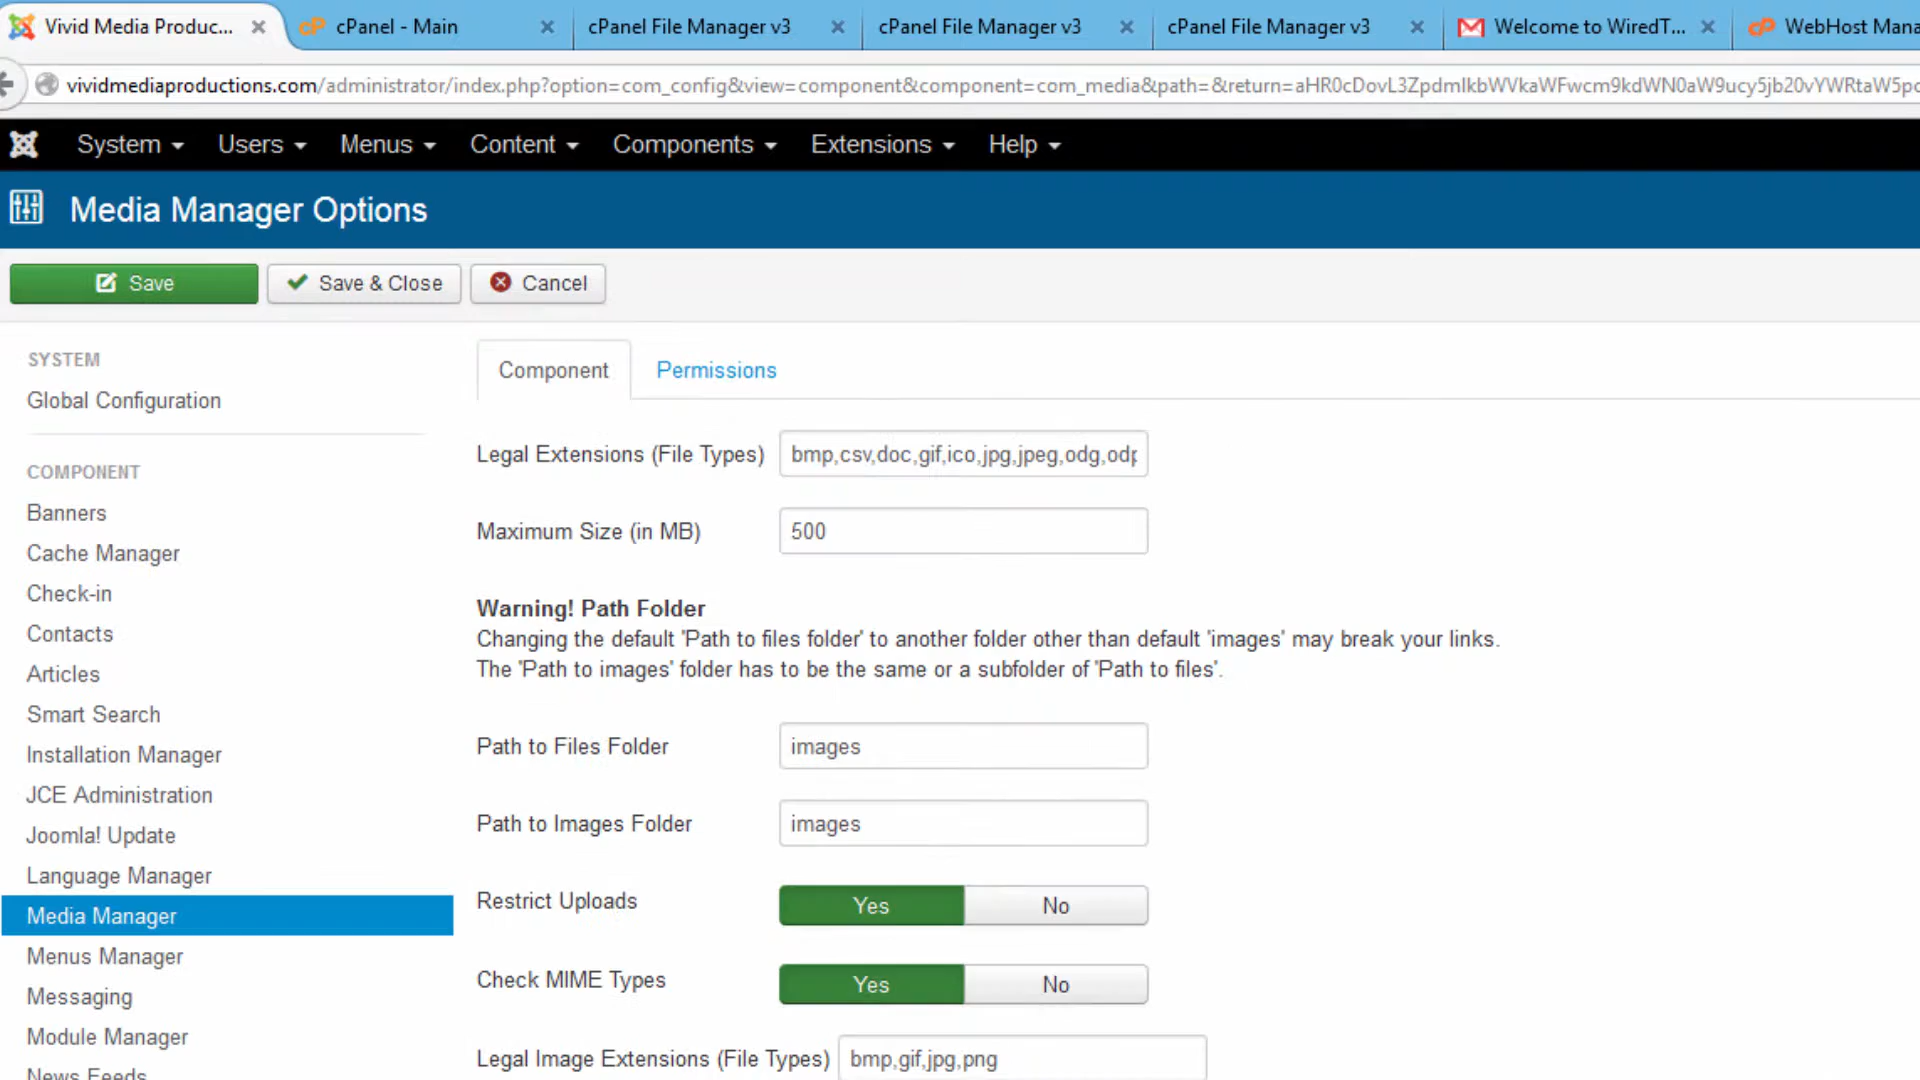 Vivid Media Produc...
cPanel - Main
cPanel File Manager v3
cPanel File Manager v3
cPanel File Manager v3
Welcome to WiredT...
WebHost Mana
vividmediaproductions.com/administrator/index.php?option=com_config&view=component&component=com_media&path=&return=aHR0cDovL3ZpdmlkbWVkaWFwcm9kdWN0aW9ucy5jb20vYWRtaW5pc
System Users Menus Content Components Extensions Help
Media Manager Options
Save Save & Close Cancel
SYSTEM
Global Configuration
COMPONENT
Banners
Cache Manager
Check-in
Contacts
Articles
Smart Search
Installation Manager
JCE Administration
Joomla! Update
Language Manager
Media Manager
Menus Manager
Messaging
Module Manager
News Feeds
Component Permissions
Legal Extensions (File Types) bmp,csv,doc,gif,ico,jpg,jpeg,odg,odp
Maximum Size (in MB) 500
Warning! Path Folder
Changing the default 'Path to files folder' to another folder other than default 'images' may break your links.
The 'Path to images' folder has to be the same or a subfolder of 'Path to files'.
Path to Files Folder images
Path to Images Folder images
Restrict Uploads Yes No
Check MIME Types Yes No
Legal Image Extensions (File Types) bmp,gif,jpg,png